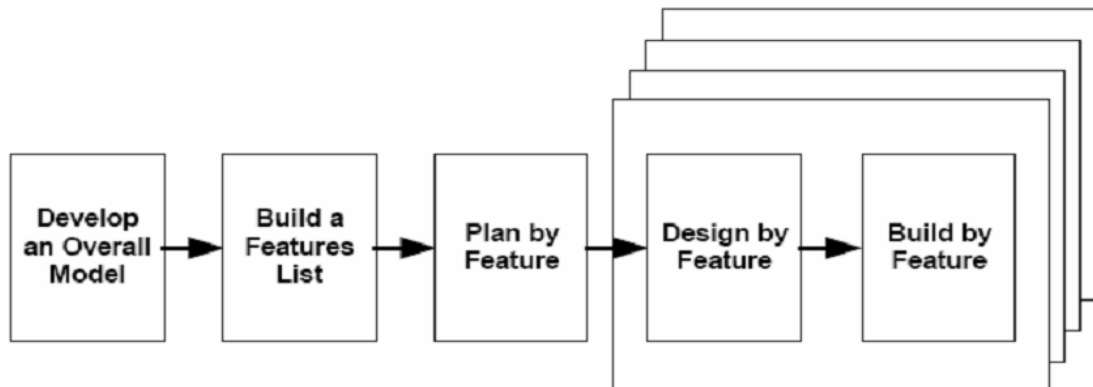 Develop
an Overall
Model
Build a
Features
List
Plan by
Feature
Design by
Feature
Build by
Feature